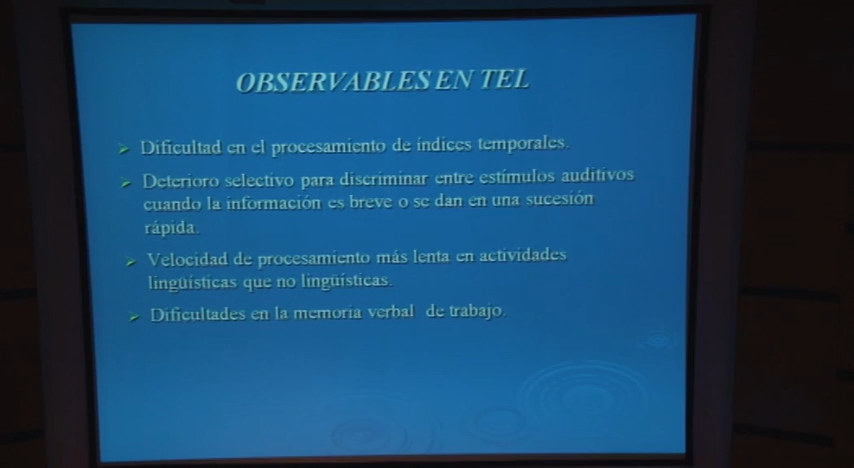 OBSERVABLES EN TEL
Dificultad en el procesamiento de índices temporales.
Deterioro selectivo para discriminar entre estímulos auditivos
cuando la información es breve o se dan en una sucesión
rápida.
Velocidad de procesamiento más lenta en actividades
lingüísticas que no lingüísticas.
Dificultades en la memoria verbal de trabajo.